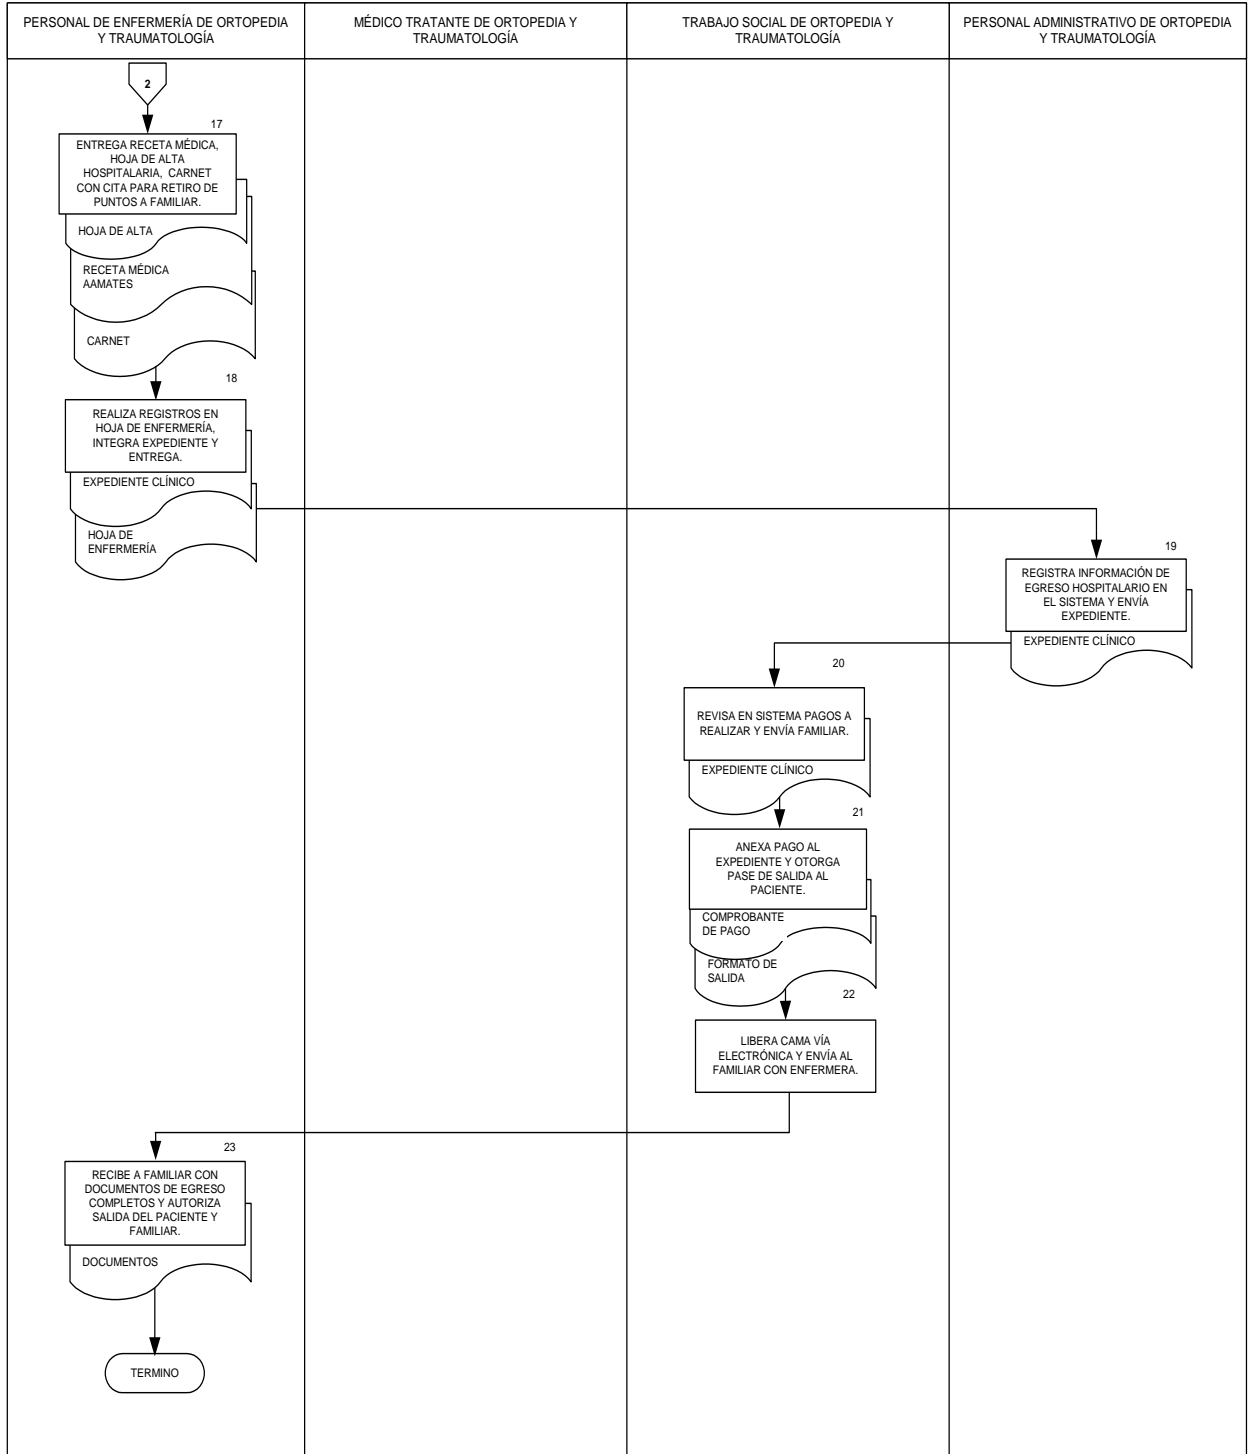 PERSONAL DE ENFERMERÍA DE ORTOPEDIA
Y TRAUMATOLOGÍA
MÉDICO TRATANTE DE ORTOPEDIA Y
TRAUMATOLOGÍA
TRABAJO SOCIAL DE ORTOPEDIA Y
TRAUMATOLOGÍA
PERSONAL ADMINISTRATIVO DE ORTOPEDIA
Y TRAUMATOLOGÍA
2
17
ENTREGA RECETA MÉDICA,
HOJA DE ALTA
HOSPITALARIA, CARNET
CON CITA PARA RETIRO DE
PUNTOS A FAMILIAR.
HOJA DE ALTA
RECETA MÉDICA
AAMATES
CARNET
18
REALIZA REGISTROS EN
HOJA DE ENFERMERÍA,
INTEGRA EXPEDIENTE Y
ENTREGA.
EXPEDIENTE CLÍNICO
HOJA DE
ENFERMERÍA
19
REGISTRA INFORMACIÓN DE
EGRESO HOSPITALARIO EN
EL SISTEMA Y ENVÍA
EXPEDIENTE.
EXPEDIENTE CLÍNICO
20
REVISA EN SISTEMA PAGOS A
REALIZAR Y ENVÍA FAMILIAR.
EXPEDIENTE CLÍNICO
21
ANEXA PAGO AL
EXPEDIENTE Y OTORGA
PASE DE SALIDA AL
PACIENTE.
COMPROBANTE
DE PAGO
FORMATO DE
SALIDA
22
LIBERA CAMA VÍA
ELECTRÓNICA Y ENVÍA AL
FAMILIAR CON ENFERMERA.
23
RECIBE A FAMILIAR CON
DOCUMENTOS DE EGRESO
COMPLETOS Y AUTORIZA
SALIDA DEL PACIENTE Y
FAMILIAR.
DOCUMENTOS
TERMINO